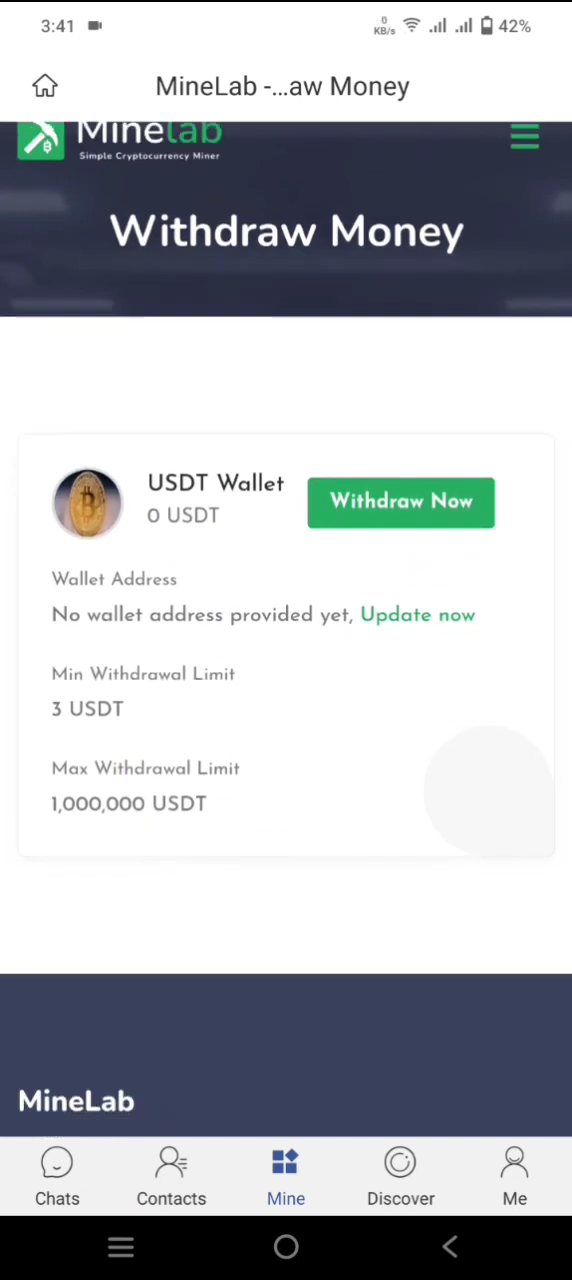 3:41
0
KB/s
42%
MineLab -...aw Money
Minelab
Simple Cryptocurrency Miner
Withdraw Money
USDT Wallet
0 USDT
Withdraw Now
Wallet Address
No wallet address provided yet, Update now
Min Withdrawal Limit
3 USDT
Max Withdrawal Limit
1,000,000 USDT
MineLab
Chats
Contacts
Mine
Discover
Me